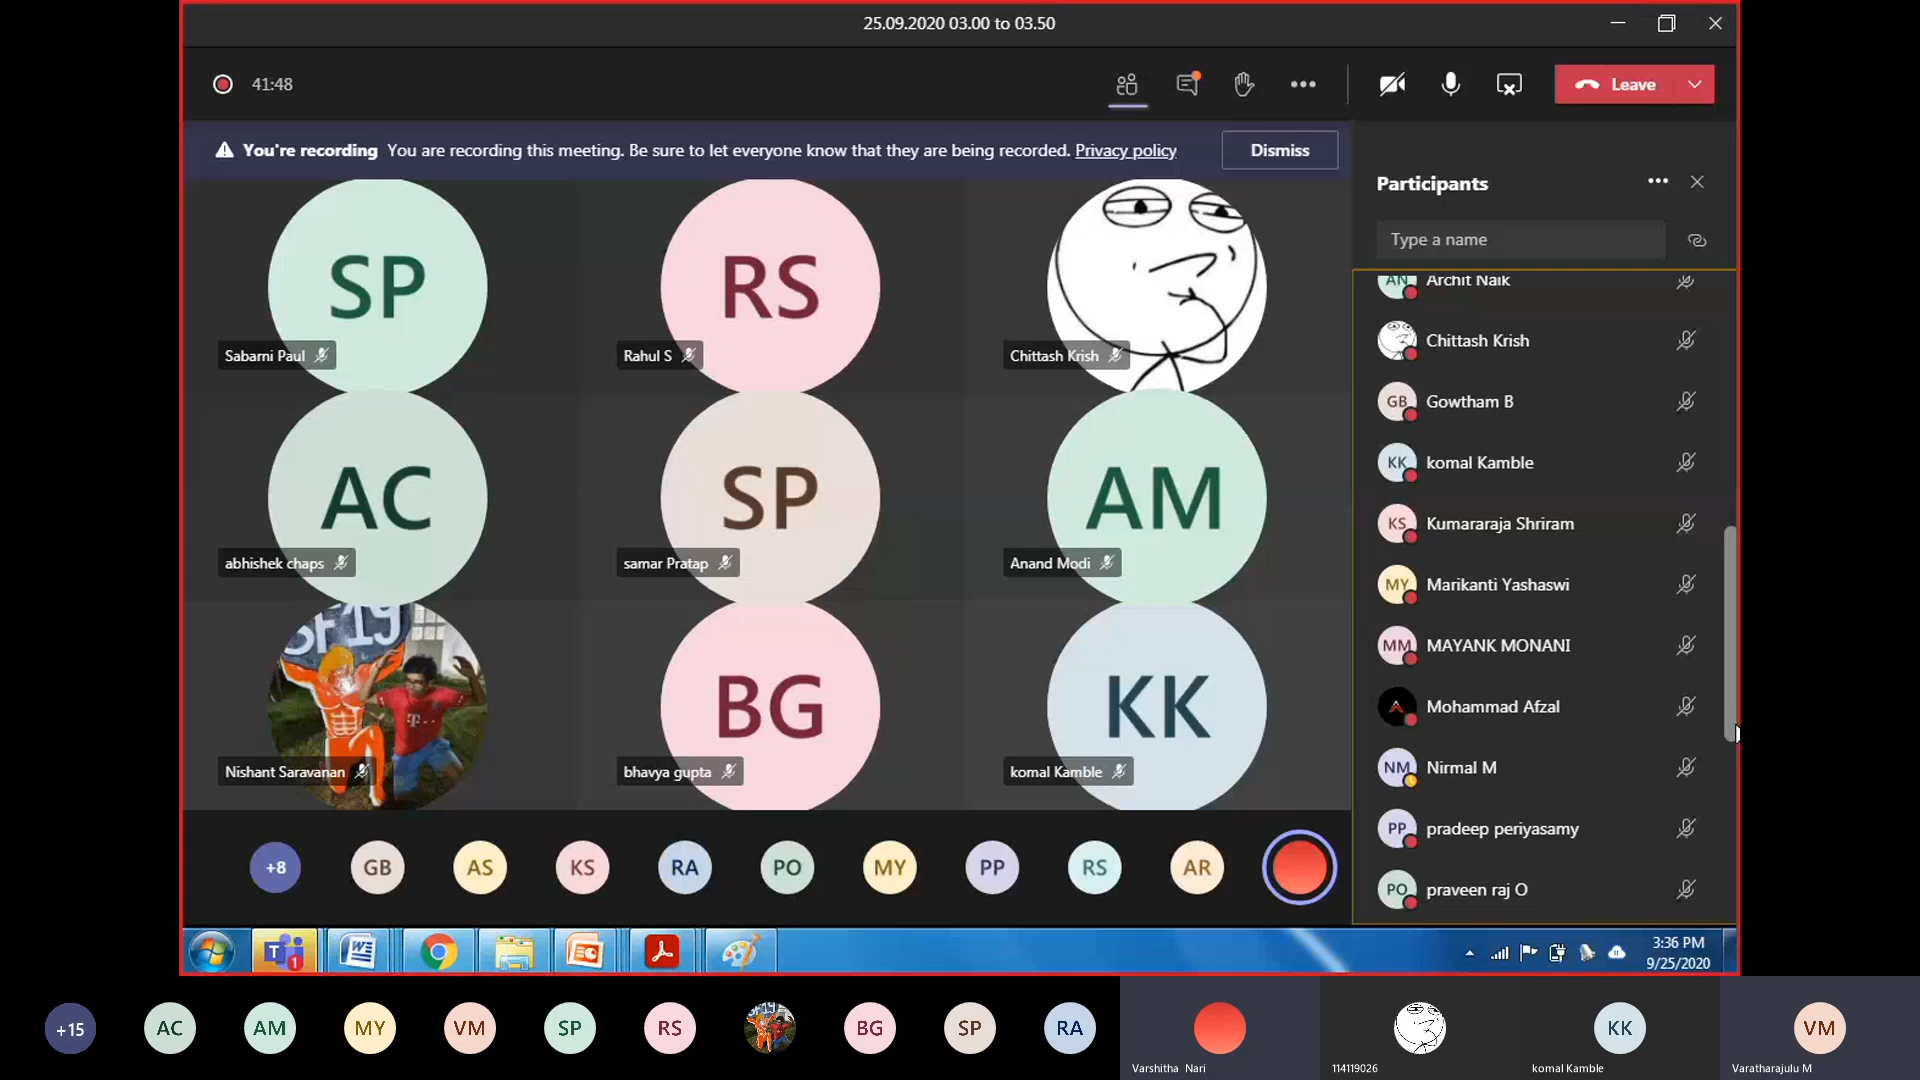 25.09.2020 03.00 to 03.50
41:48
Leave
You're recording You are recording this meeting. Be sure to let everyone know that they are being recorded. Privacy policy
Dismiss
Participants
Type a name
SP
Sabarni Paul
RS
Rahul S
Chittash Krish
AC
abhishek chaps
SP
samar Pratap
AM
Anand Modi
SF19
Nishant Saravanan
BG
bhavya gupta
KK
komal Kamble
AN Archit Naik
Chittash Krish
GB Gowtham B
KK komal Kamble
KS Kumararaja Shriram
MY Marikanti Yashaswi
MM MAYANK MONANI
Mohammad Afzal
NM Nirmal M
PP pradeep periyasamy
PO praveen raj O
+8 GB AS KS RA PO MY PP RS AR
1
3:36 PM
9/25/2020
+15 AC AM MY VM SP RS BG SP RA KK VM
Varshitha Nari
114119026
komal Kamble
Varatharajulu M